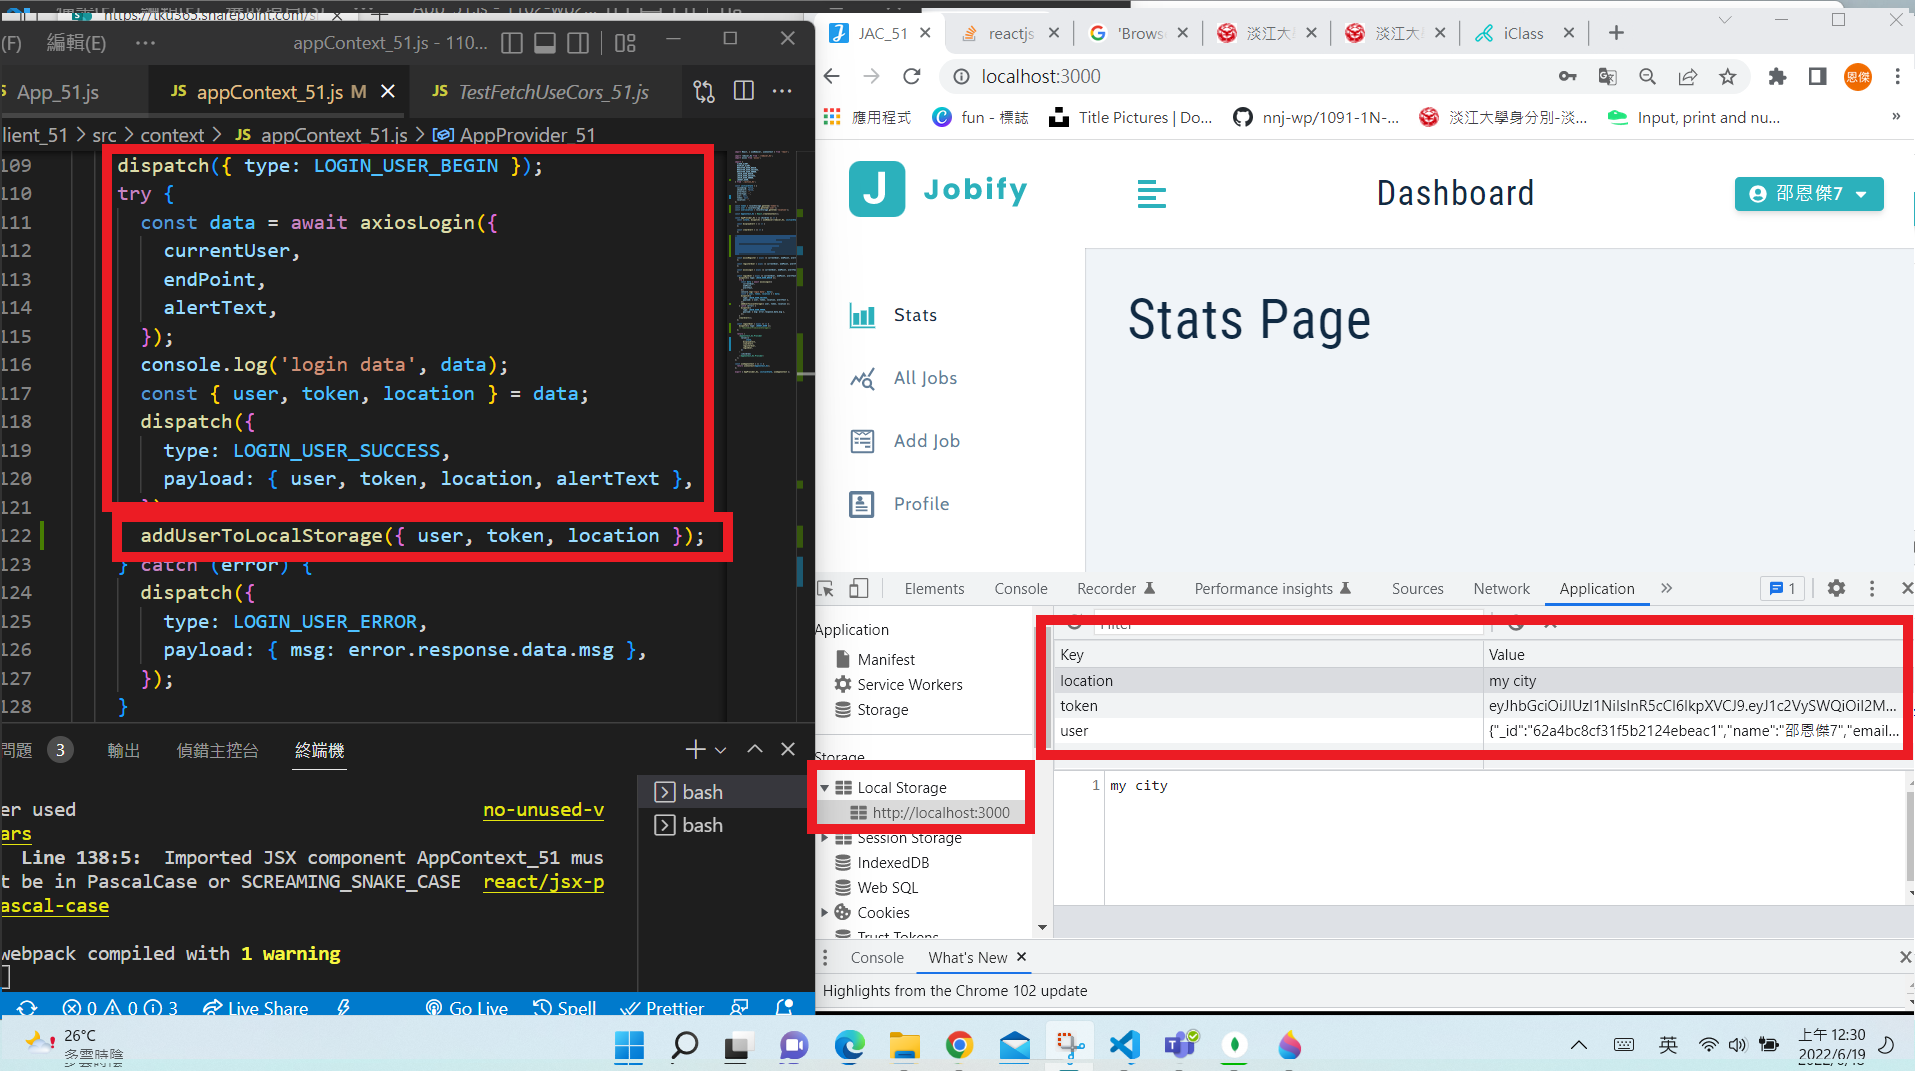 (F)
編輯(E)
appContext_51.js - 110...
App_51.js
JS appContext_51.js M
JS TestFetchUseCors_51.js
lient_51 > src > context > JS appContext_51.js > AppProvider_51
109 dispatch({ type: LOGIN_USER_BEGIN });
110 try {
111 const data = await axiosLogin({
112 currentUser,
113 endPoint,
114 alertText,
115 });
116 console.log('login data', data);
117 const { user, token, location } = data;
118 dispatch({
119 type: LOGIN_USER_SUCCESS,
120 payload: { user, token, location, alertText },
121
122 addUserToLocalStorage({ user, token, location });
123 } catch (error) {
124 dispatch({
125 type: LOGIN_USER_ERROR,
126 payload: { msg: error.response.data.msg },
127 });
128 }
問題 3
輸出
偵錯主控台
終端機
er used no-unused-v
ars
Line 138:5: Imported JSX component AppContext_51 mus
t be in PascalCase or SCREAMING_SNAKE_CASE react/jsx-p
ascal-case
webpack compiled with 1 warning
bash
bash
0 0 3 Live Share
Go Live
Spell
Prettier
JAC_51
reactjs
'Brows
淡江大
淡江大
iClass
localhost:3000
恩傑
應用程式
fun - 標誌
Title Pictures | Do...
nnj-wp/1091-1N-...
淡江大學身分別-淡...
Input, print and nu...
»
J Jobify
Dashboard
邵恩傑7
Stats
All Jobs
Add Job
Profile
Stats Page
Elements
Console
Recorder
Performance insights
Sources
Network
Application
»
1
Application
Manifest
Service Workers
Storage
Storage
Local Storage
http://localhost:3000
Session Storage
IndexedDB
Web SQL
Cookies
Trust Tokens
Filter
Key Value
location my city
token eyJhbGciOiJIUzI1NiIsInR5cCI6IkpXVCJ9.eyJ1c2VySWQiOiI2M...
user {"_id":"62a4bc8cf31f5b2124ebeac1","name":"邵恩傑7","email...
1 my city
Console
What's New
Highlights from the Chrome 102 update
26°C
多雲時陰
英
上午 12:30
2022/6/19